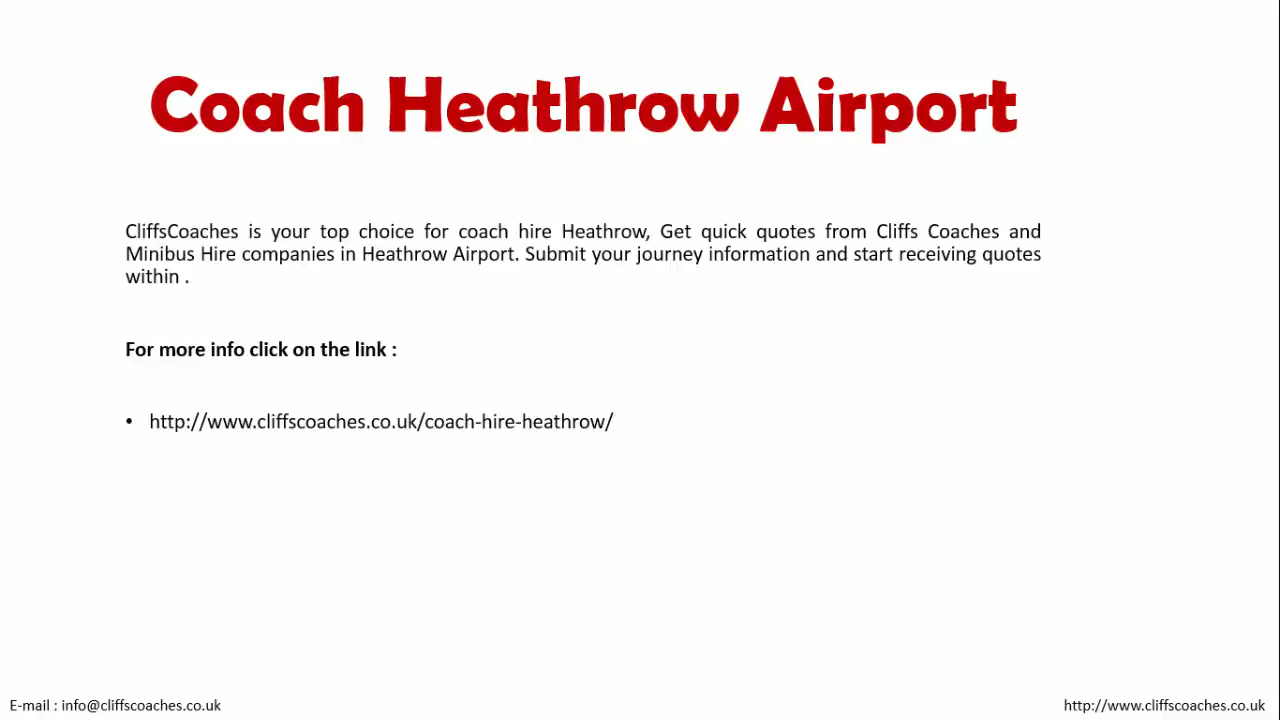 Coach Heathrow Airport
CliffsCoaches is your top choice for coach hire Heathrow, Get quick quotes from Cliffs Coaches and
Minibus Hire companies in Heathrow Airport. Submit your journey information and start receiving quotes
within .
For more info click on the link :
• http://www.cliffscoaches.co.uk/coach-hire-heathrow/
E-mail : info@cliffscoaches.co.uk
http://www.cliffscoaches.co.uk